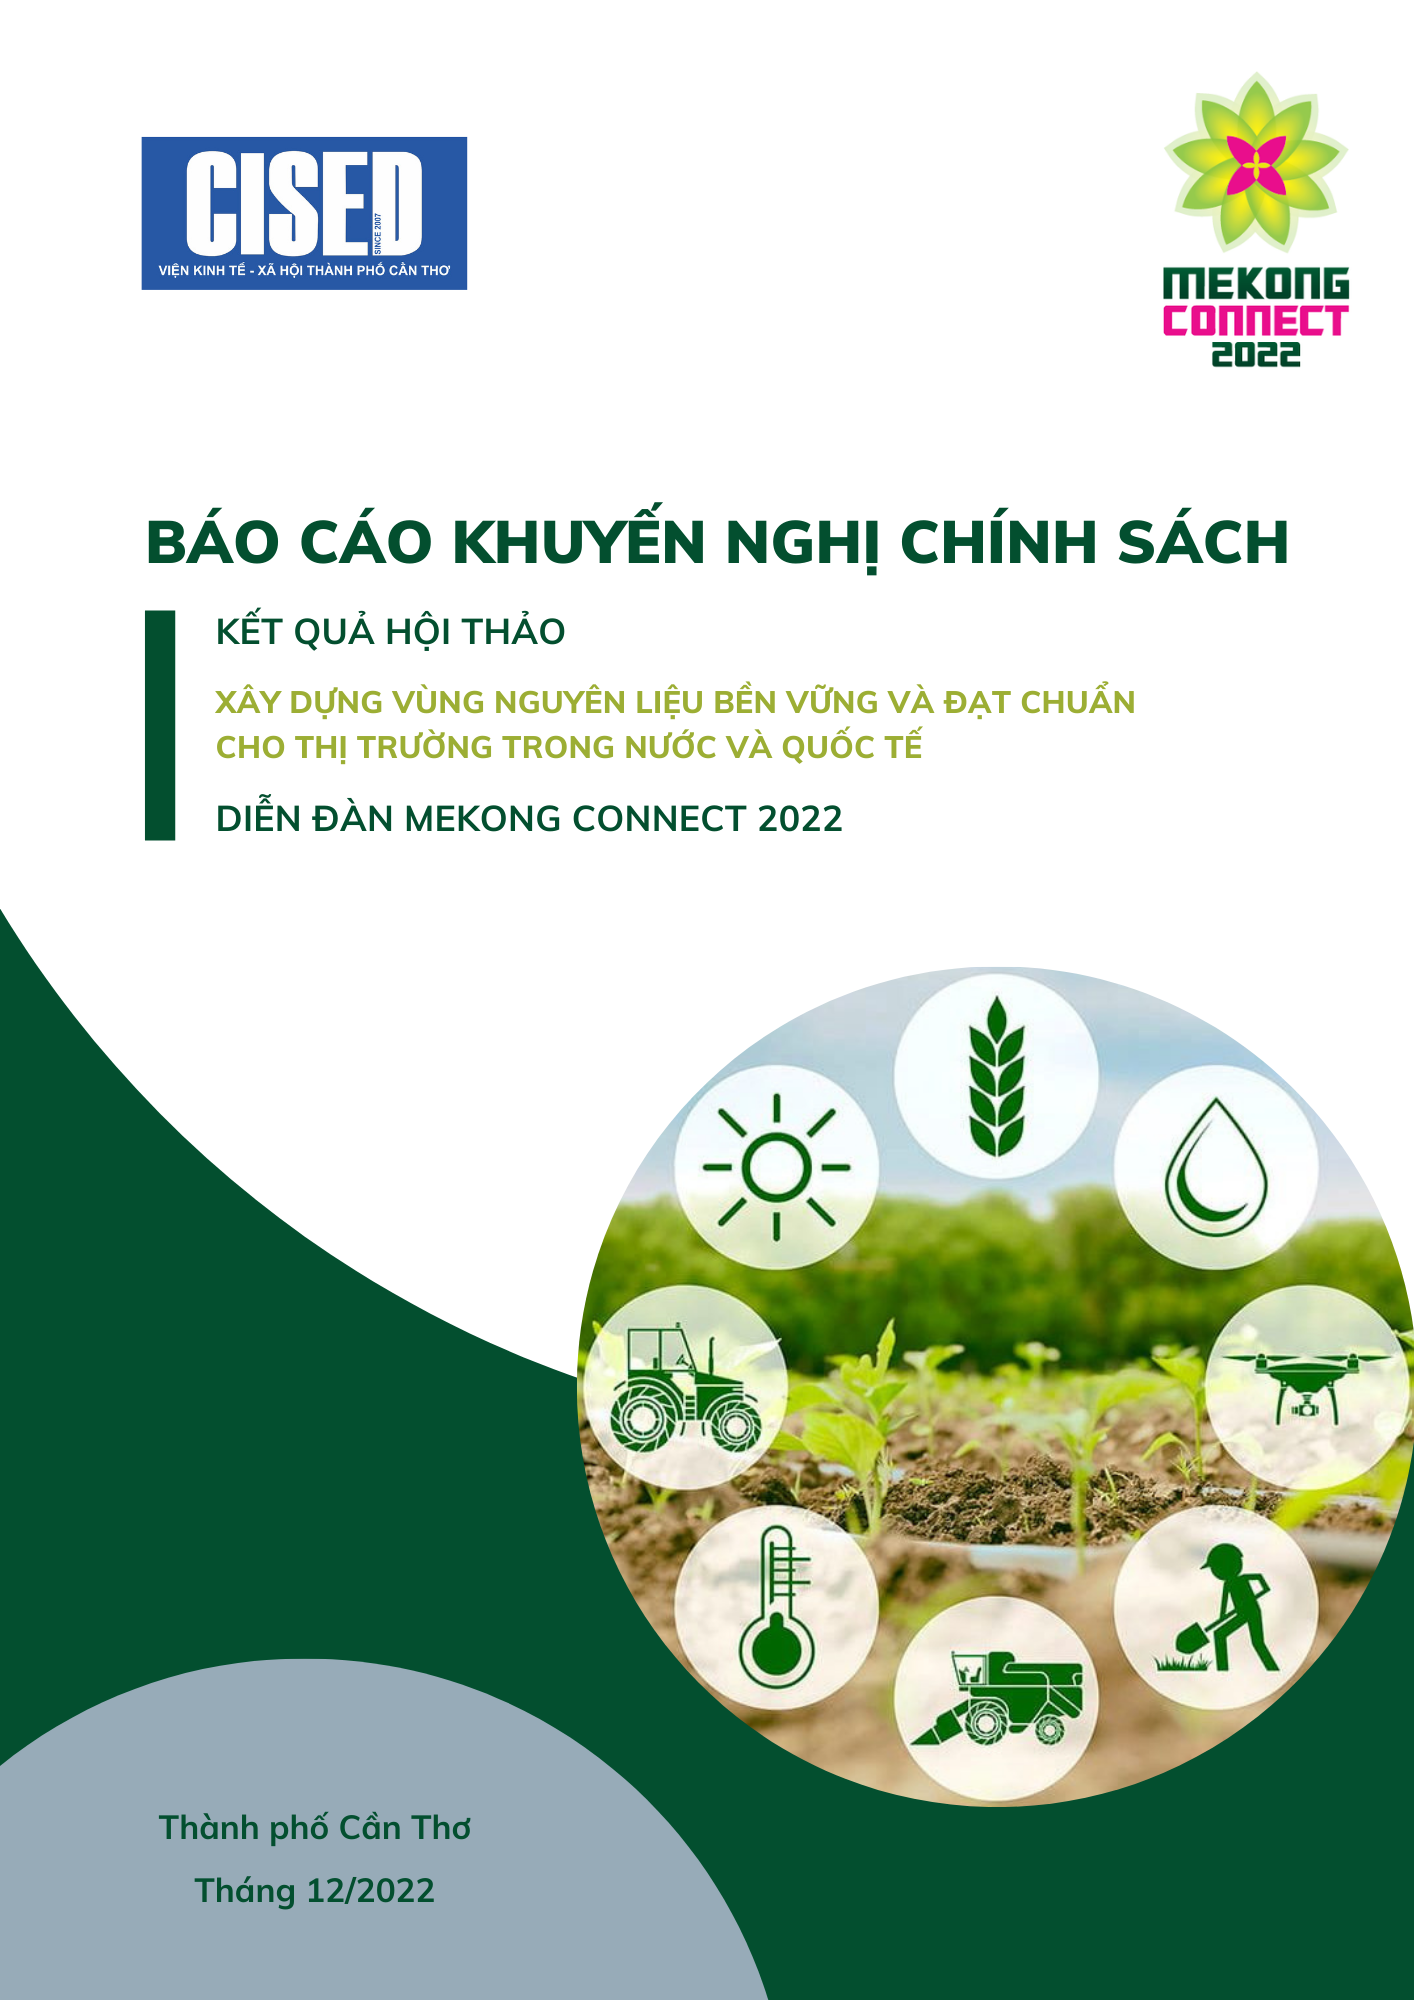 CISED
SINCE 2007
VIỆN KINH TẾ - XÃ HỘI THÀNH PHỐ CẦN THƠ
MEKONG
CONNECT
2022
BÁO CÁO KHUYẾN NGHỊ CHÍNH SÁCH
KẾT QUẢ HỘI THẢO
XÂY DỰNG VÙNG NGUYÊN LIỆU BỀN VỮNG VÀ ĐẠT CHUẨN
CHO THỊ TRƯỜNG TRONG NƯỚC VÀ QUỐC TẾ
DIỄN ĐÀN MEKONG CONNECT 2022
Thành phố Cần Thơ
Tháng 12/2022